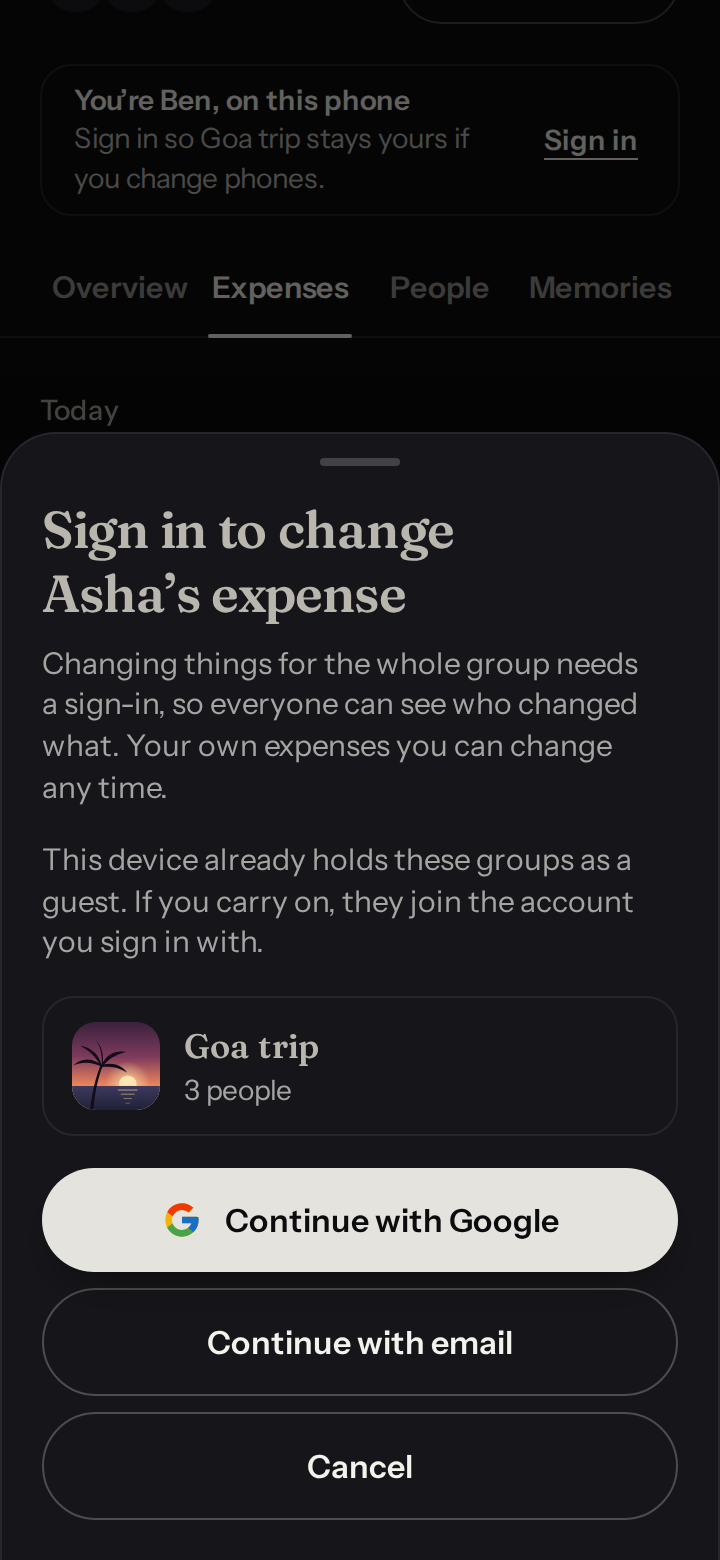 You’re Ben, on this phone
Sign in so Goa trip stays yours if
you change phones.
Sign in
Overview
Expenses
People
Memories
Today
Sign in to change
Asha’s expense
Changing things for the whole group needs
a sign-in, so everyone can see who changed
what. Your own expenses you can change
any time.
This device already holds these groups as a
guest. If you carry on, they join the account
you sign in with.
Goa trip
3 people
Continue with Google
Continue with email
Cancel